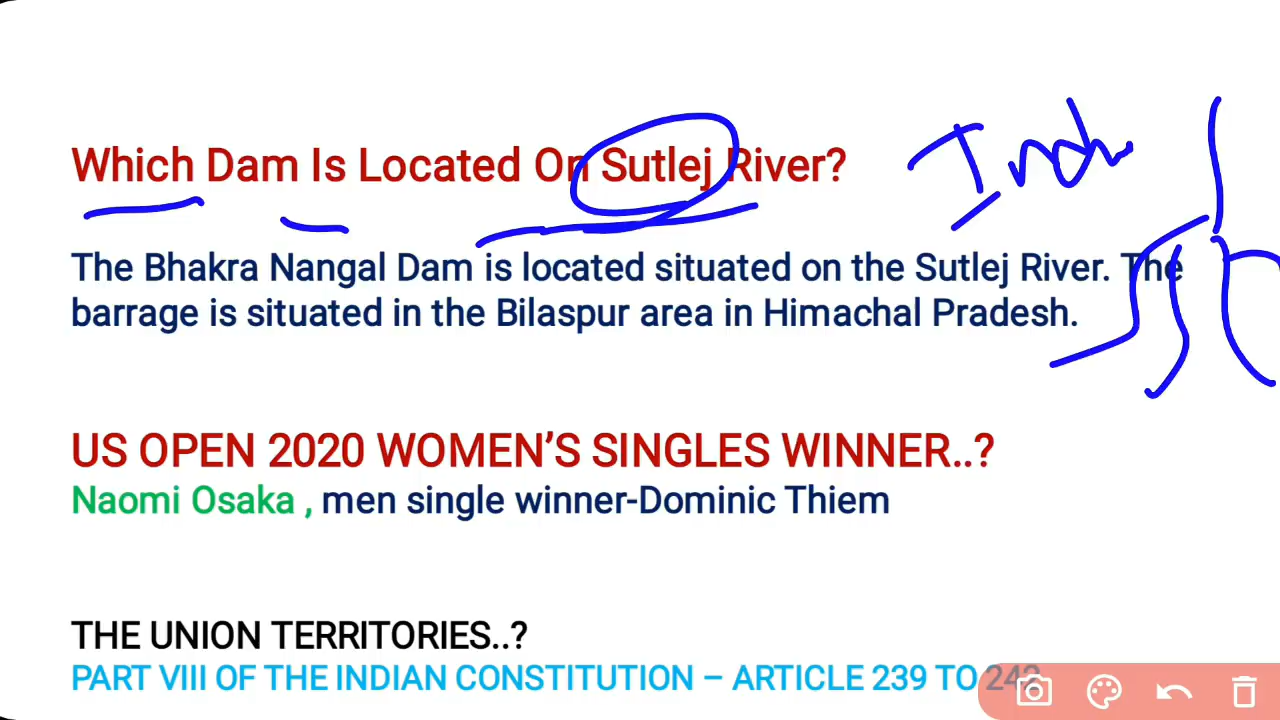 Which Dam Is Located On Sutlej River?
The Bhakra Nangal Dam is located situated on the Sutlej River. The
barrage is situated in the Bilaspur area in Himachal Pradesh.
US OPEN 2020 WOMEN’S SINGLES WINNER..?
Naomi Osaka , men single winner-Dominic Thiem
THE UNION TERRITORIES..?
PART VIII OF THE INDIAN CONSTITUTION – ARTICLE 239 TO 242